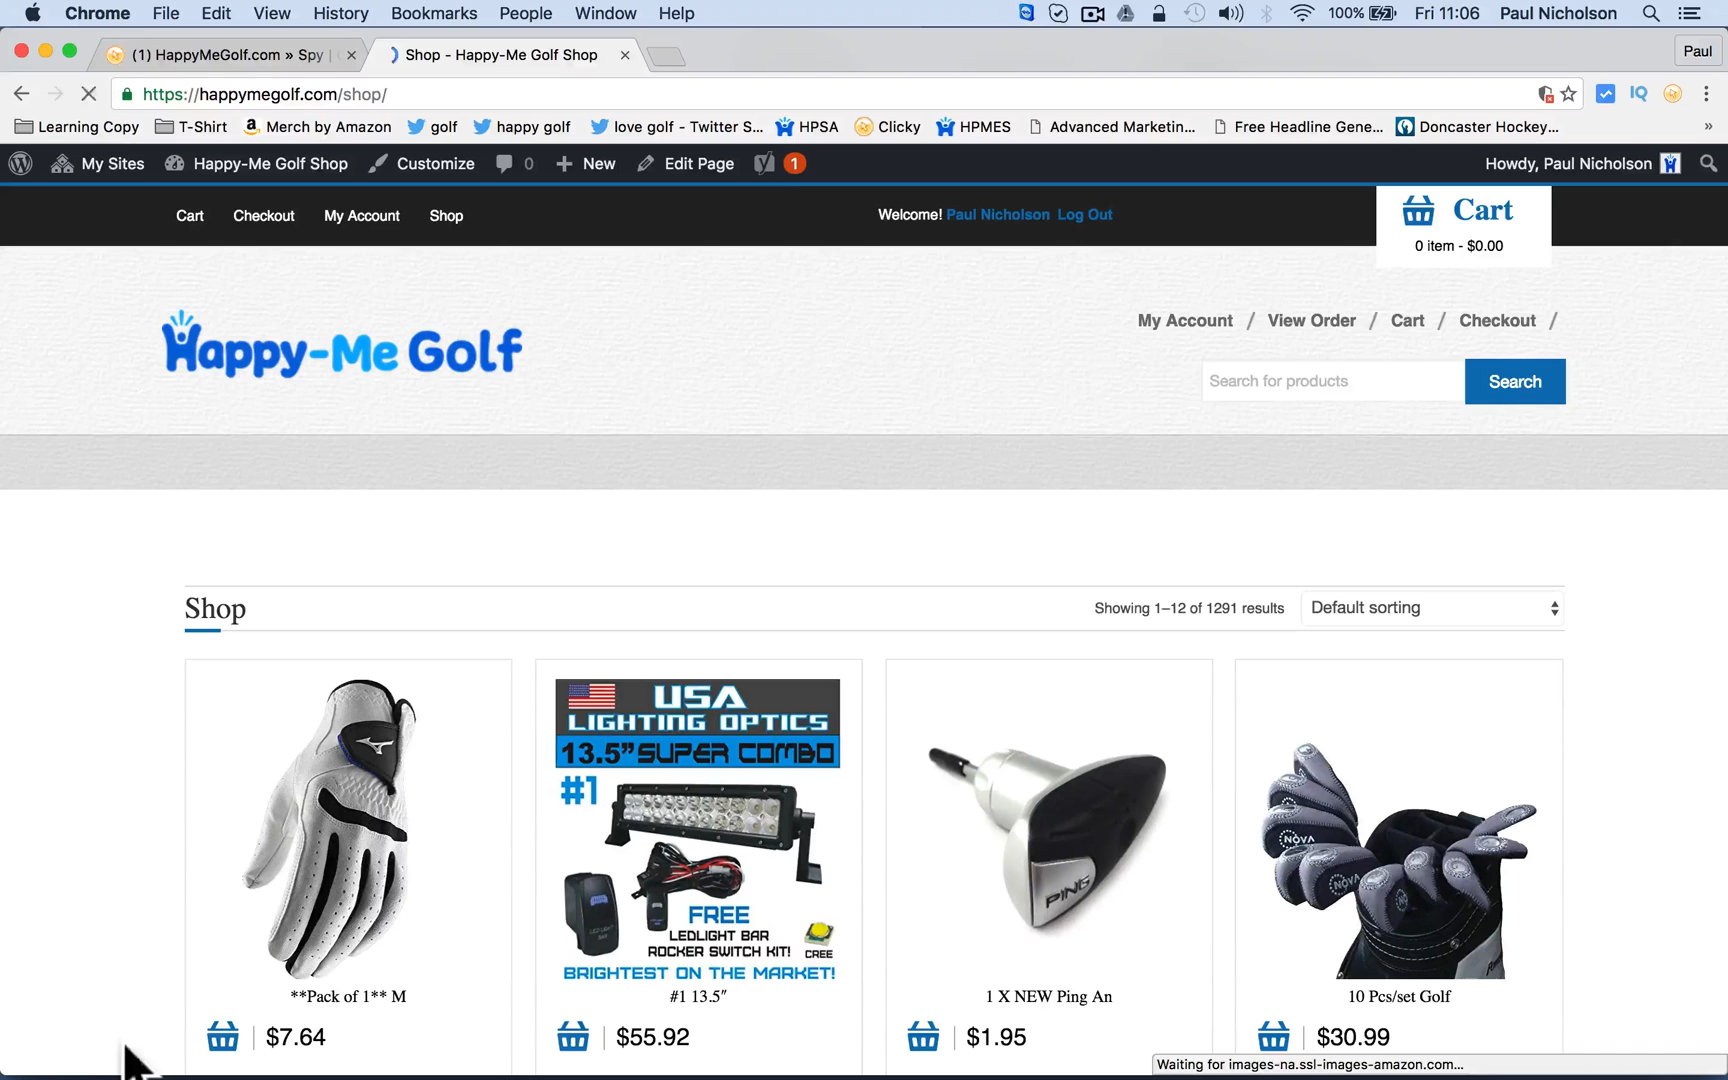 Chrome File Edit View History Bookmarks People Window Help 100% Fri 11:06 Paul Nicholson
(1) HappyMeGolf.com » Spy | Shop - Happy-Me Golf Shop Paul
https://happymegolf.com/shop/ IQ
Learning Copy T-Shirt Merch by Amazon golf happy golf love golf - Twitter S... HPSA Clicky HPMES Advanced Marketin... Free Headline Gene... Doncaster Hockey... »
My Sites Happy-Me Golf Shop Customize 0 New Edit Page 1 Howdy, Paul Nicholson
Cart Checkout My Account Shop Welcome! Paul Nicholson Log Out Cart
0 item - $0.00
Happy-Me Golf
My Account / View Order / Cart / Checkout /
Search for products Search
Shop Showing 1–12 of 1291 results Default sorting
USA
LIGHTING OPTICS
13.5" SUPER COMBO
#1
FREE
LEDLIGHT BAR
ROCKER SWITCH KIT!
CREE
BRIGHTEST ON THE MARKET!
PING
NOVA
NOVA
**Pack of 1** M #1 13.5″ 1 X NEW Ping An 10 Pcs/set Golf
$7.64 $55.92 $1.95 $30.99
Waiting for images-na.ssl-images-amazon.com...